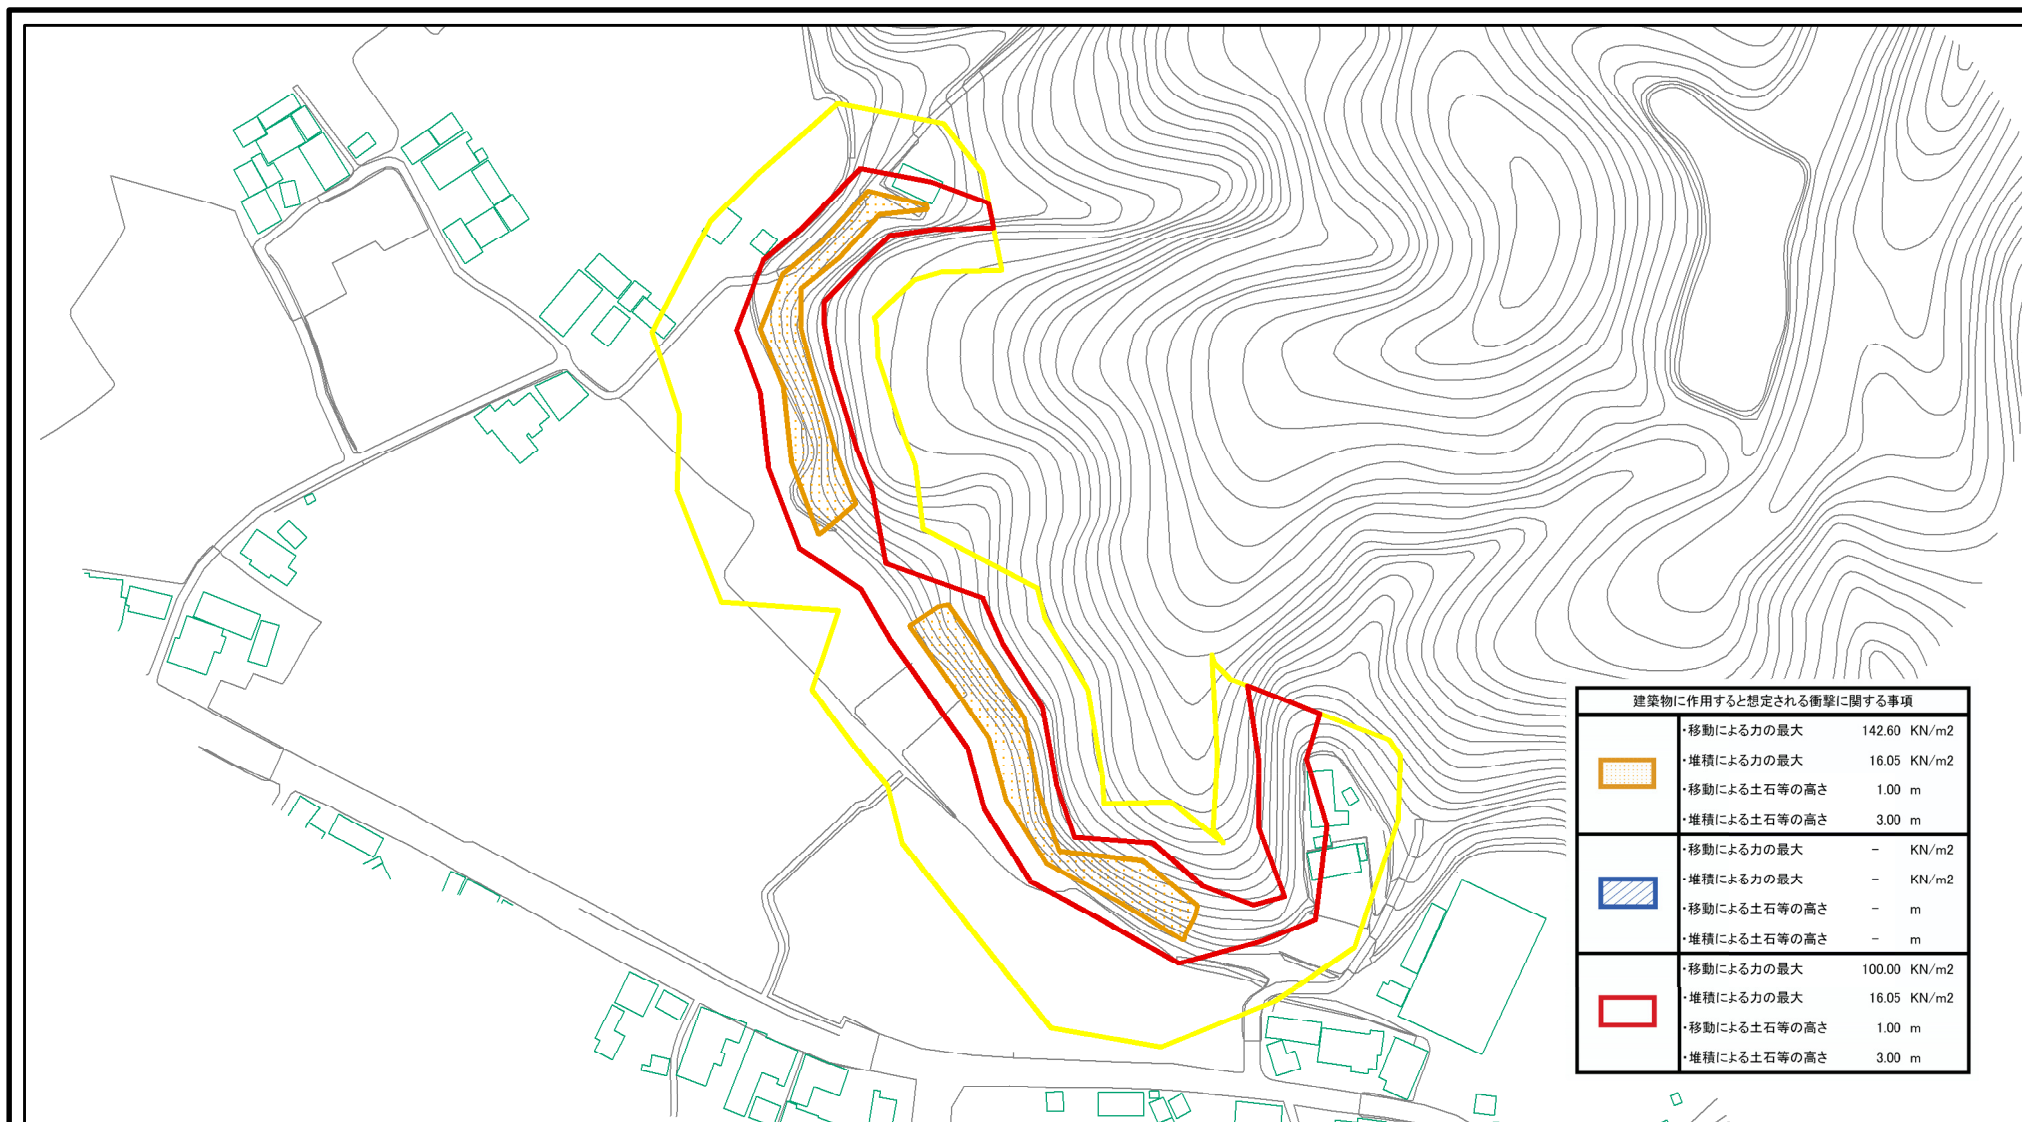 建築物に作用すると想定される衝撃に関する事項
・移動による力の最大 142.60 KN/m2
・堆積による力の最大 16.05 KN/m2
・移動による土石等の高さ 1.00 m
・堆積による土石等の高さ 3.00 m
・移動による力の最大 － KN/m2
・堆積による力の最大 － KN/m2
・移動による土石等の高さ － m
・堆積による土石等の高さ － m
・移動による力の最大 100.00 KN/m2
・堆積による力の最大 16.05 KN/m2
・移動による土石等の高さ 1.00 m
・堆積による土石等の高さ 3.00 m